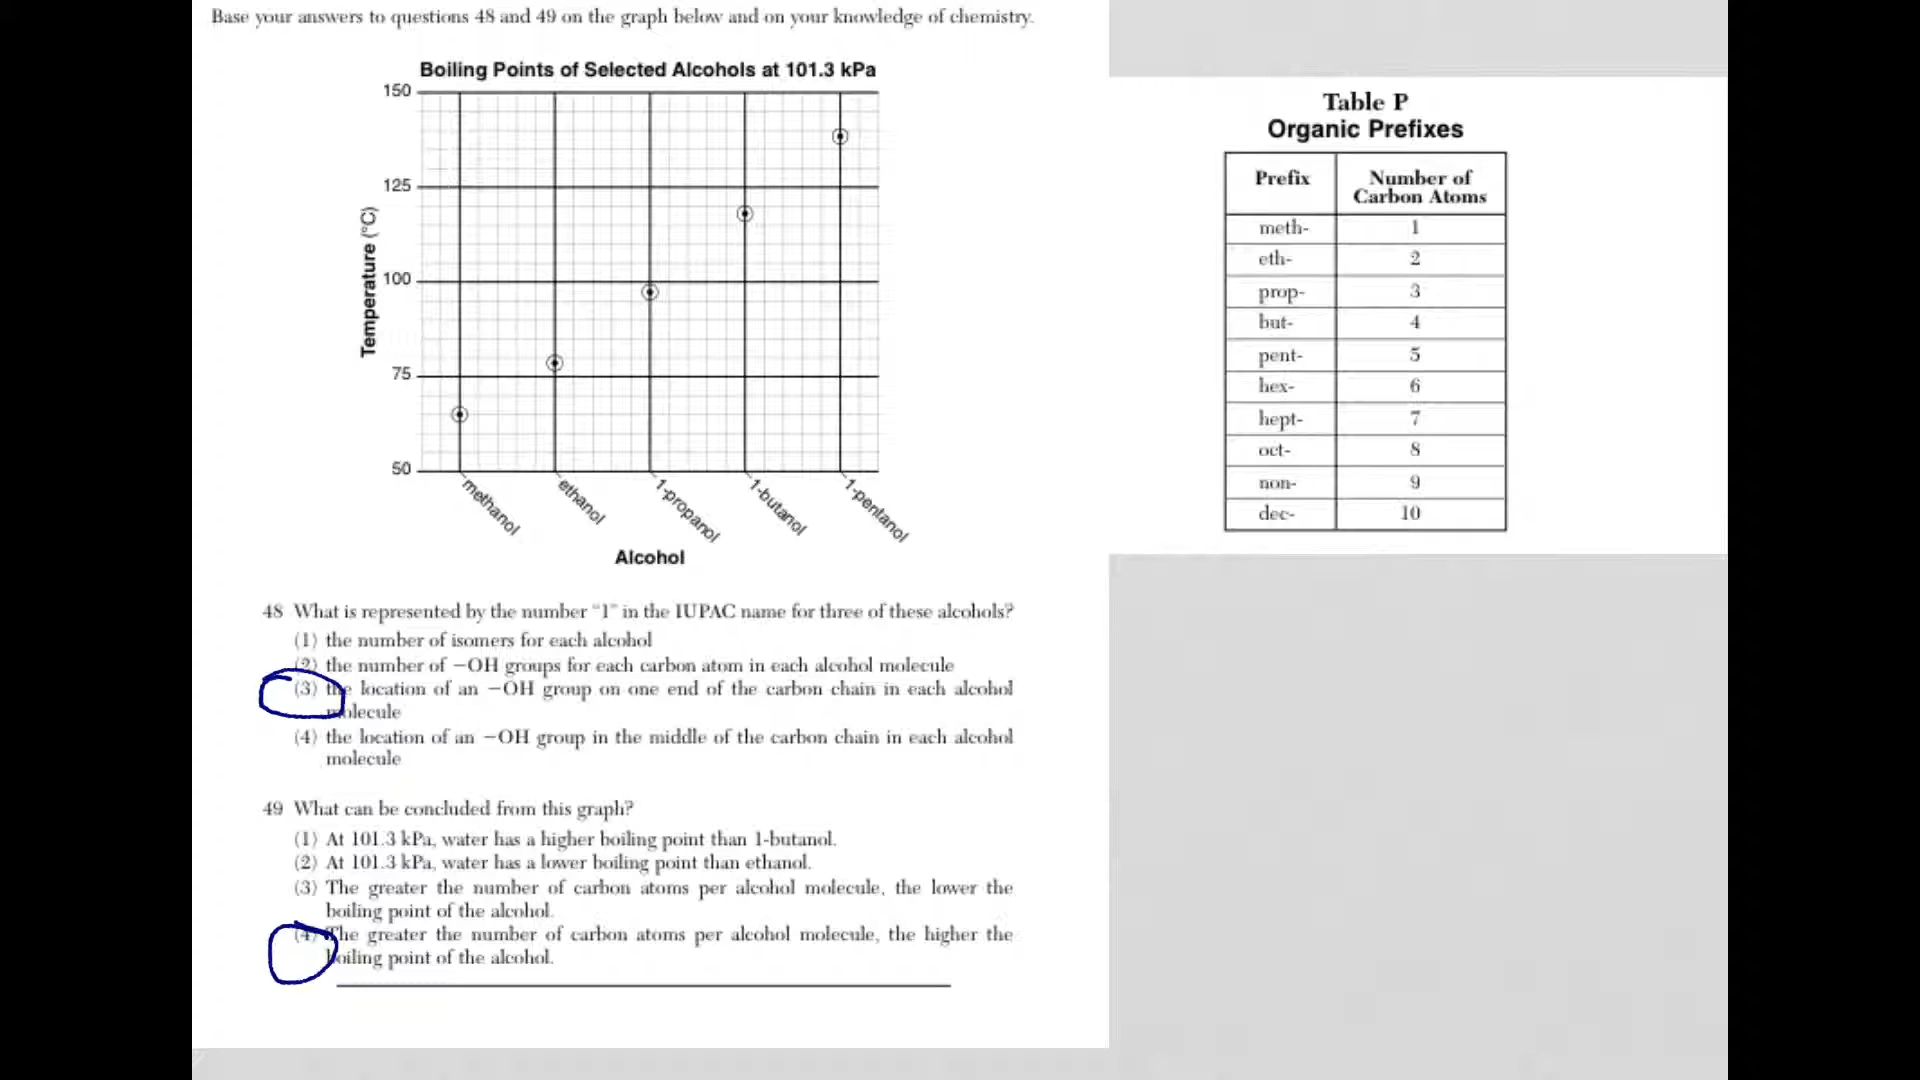 Base your answers to questions 48 and 49 on the graph below and on your knowledge of chemistry.
Boiling Points of Selected Alcohols at 101.3 kPa
150
125
100
75
50
Temperature (°C)
methanol
ethanol
1-propanol
1-butanol
1-pentanol
Alcohol
48 What is represented by the number “1” in the IUPAC name for three of these alcohols?
(1) the number of isomers for each alcohol
(2) the number of −OH groups for each carbon atom in each alcohol molecule
(3) the location of an −OH group on one end of the carbon chain in each alcohol
molecule
(4) the location of an −OH group in the middle of the carbon chain in each alcohol
molecule
49 What can be concluded from this graph?
(1) At 101.3 kPa, water has a higher boiling point than 1-butanol.
(2) At 101.3 kPa, water has a lower boiling point than ethanol.
(3) The greater the number of carbon atoms per alcohol molecule, the lower the
boiling point of the alcohol.
(4) The greater the number of carbon atoms per alcohol molecule, the higher the
boiling point of the alcohol.
Table P
Organic Prefixes
Prefix Number of
Carbon Atoms
meth- 1
eth- 2
prop- 3
but- 4
pent- 5
hex- 6
hept- 7
oct- 8
non- 9
dec- 10